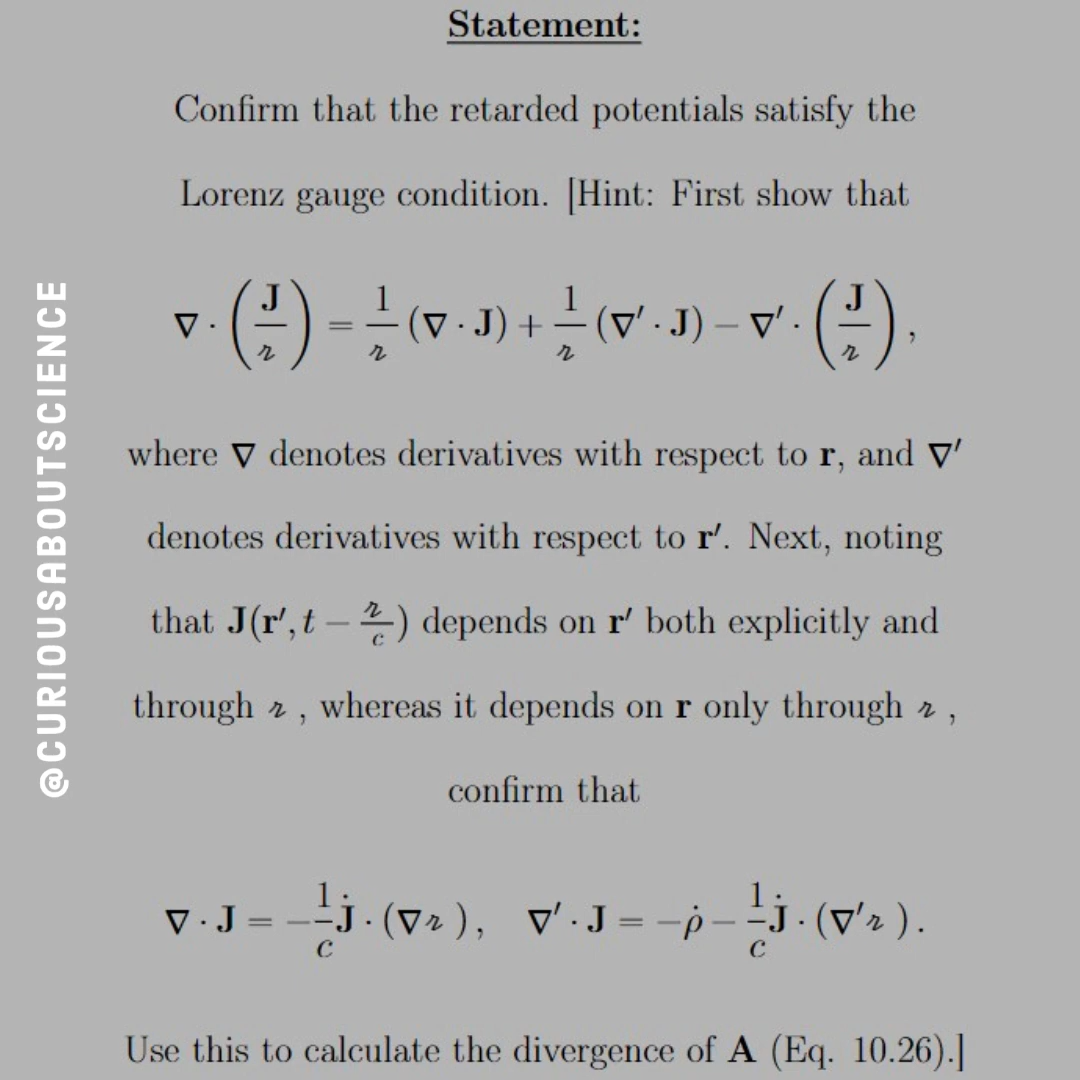 Statement:
Confirm that the retarded potentials satisfy the
Lorenz gauge condition. [Hint: First show that
∇ · (J/𝓇) = 1/𝓇 (∇ · J) + 1/𝓇 (∇′ · J) − ∇′ · (J/𝓇),
where ∇ denotes derivatives with respect to r, and ∇′
denotes derivatives with respect to r′. Next, noting
that J(r′, t − 𝓇/c) depends on r′ both explicitly and
through 𝓇 , whereas it depends on r only through 𝓇 ,
confirm that
∇ · J = −1/c J̇ · (∇𝓇 ), ∇′ · J = −ρ̇ − 1/c J̇ · (∇′𝓇 ).
Use this to calculate the divergence of A (Eq. 10.26).]
@CURIOUSABOUTSCIENCE